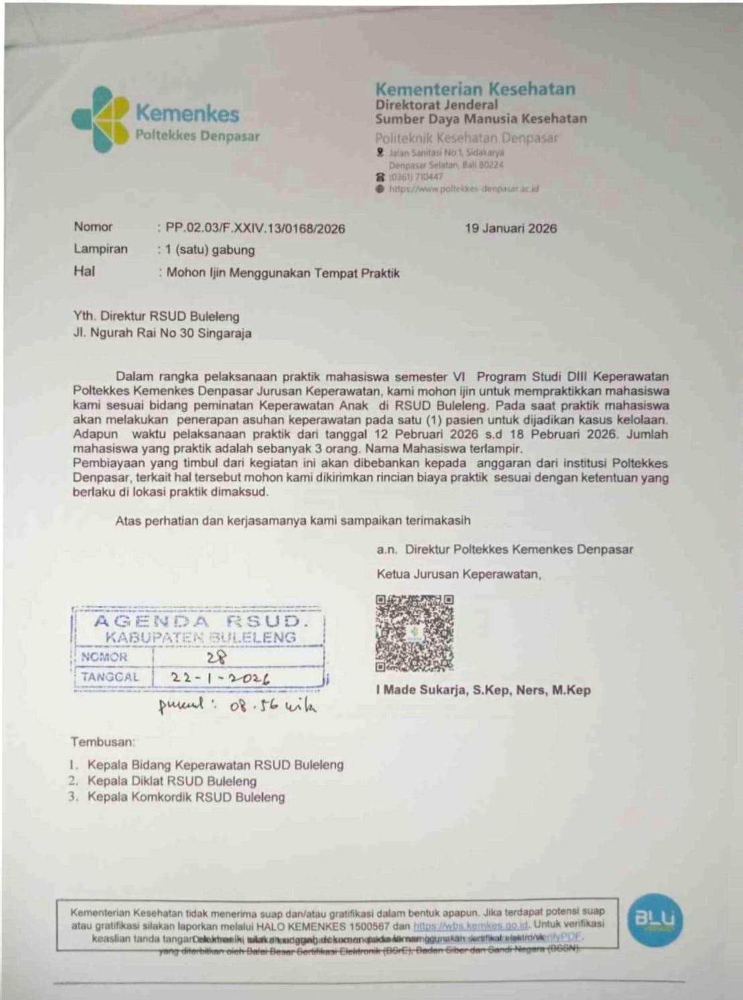 Kemenkes
Poltekkes Denpasar
Kementerian Kesehatan
Direktorat Jenderal
Sumber Daya Manusia Kesehatan
Politeknik Kesehatan Denpasar
Jalan Sanitasi No.1, Sidakarya
Denpasar Selatan, Bali 80224
(0361) 710447
https://www.poltekkes-denpasar.ac.id
Nomor : PP.02.03/F.XXIV.13/0168/2026 19 Januari 2026
Lampiran : 1 (satu) gabung
Hal : Mohon Ijin Menggunakan Tempat Praktik
Yth. Direktur RSUD Buleleng
Jl. Ngurah Rai No 30 Singaraja
Dalam rangka pelaksanaan praktik mahasiswa semester VI Program Studi DIII Keperawatan
Poltekkes Kemenkes Denpasar Jurusan Keperawatan, kami mohon ijin untuk mempraktikkan mahasiswa
kami sesuai bidang peminatan Keperawatan Anak di RSUD Buleleng. Pada saat praktik mahasiswa
akan melakukan penerapan asuhan keperawatan pada satu (1) pasien untuk dijadikan kasus kelolaan.
Adapun waktu pelaksanaan praktik dari tanggal 12 Pebruari 2026 s.d 18 Pebruari 2026. Jumlah
mahasiswa yang praktik adalah sebanyak 3 orang. Nama Mahasiswa terlampir.
Pembiayaan yang timbul dari kegiatan ini akan dibebankan kepada anggaran dari institusi Poltekkes
Denpasar, terkait hal tersebut mohon kami dikirimkan rincian biaya praktik sesuai dengan ketentuan yang
berlaku di lokasi praktik dimaksud.
Atas perhatian dan kerjasamanya kami sampaikan terimakasih
a.n. Direktur Poltekkes Kemenkes Denpasar
Ketua Jurusan Keperawatan,
I Made Sukarja, S.Kep, Ners, M.Kep
AGENDA RSUD.
KABUPATEN BULELENG
NOMOR 28
TANGGAL 22-1-2026
pukul : 08.56 wita
Tembusan:
1. Kepala Bidang Keperawatan RSUD Buleleng
2. Kepala Diklat RSUD Buleleng
3. Kepala Komkordik RSUD Buleleng
Kementerian Kesehatan tidak menerima suap dan/atau gratifikasi dalam bentuk apapun. Jika terdapat potensi suap
atau gratifikasi silakan laporkan melalui HALO KEMENKES 1500567 dan https://wbs.kemkes.go.id. Untuk verifikasi
keaslian tanda tangan
yang diterbitkan oleh Balai Besar Sertifikasi Elektronik (BSrE), Badan Siber dan Sandi Negara (BSSN).
BLU